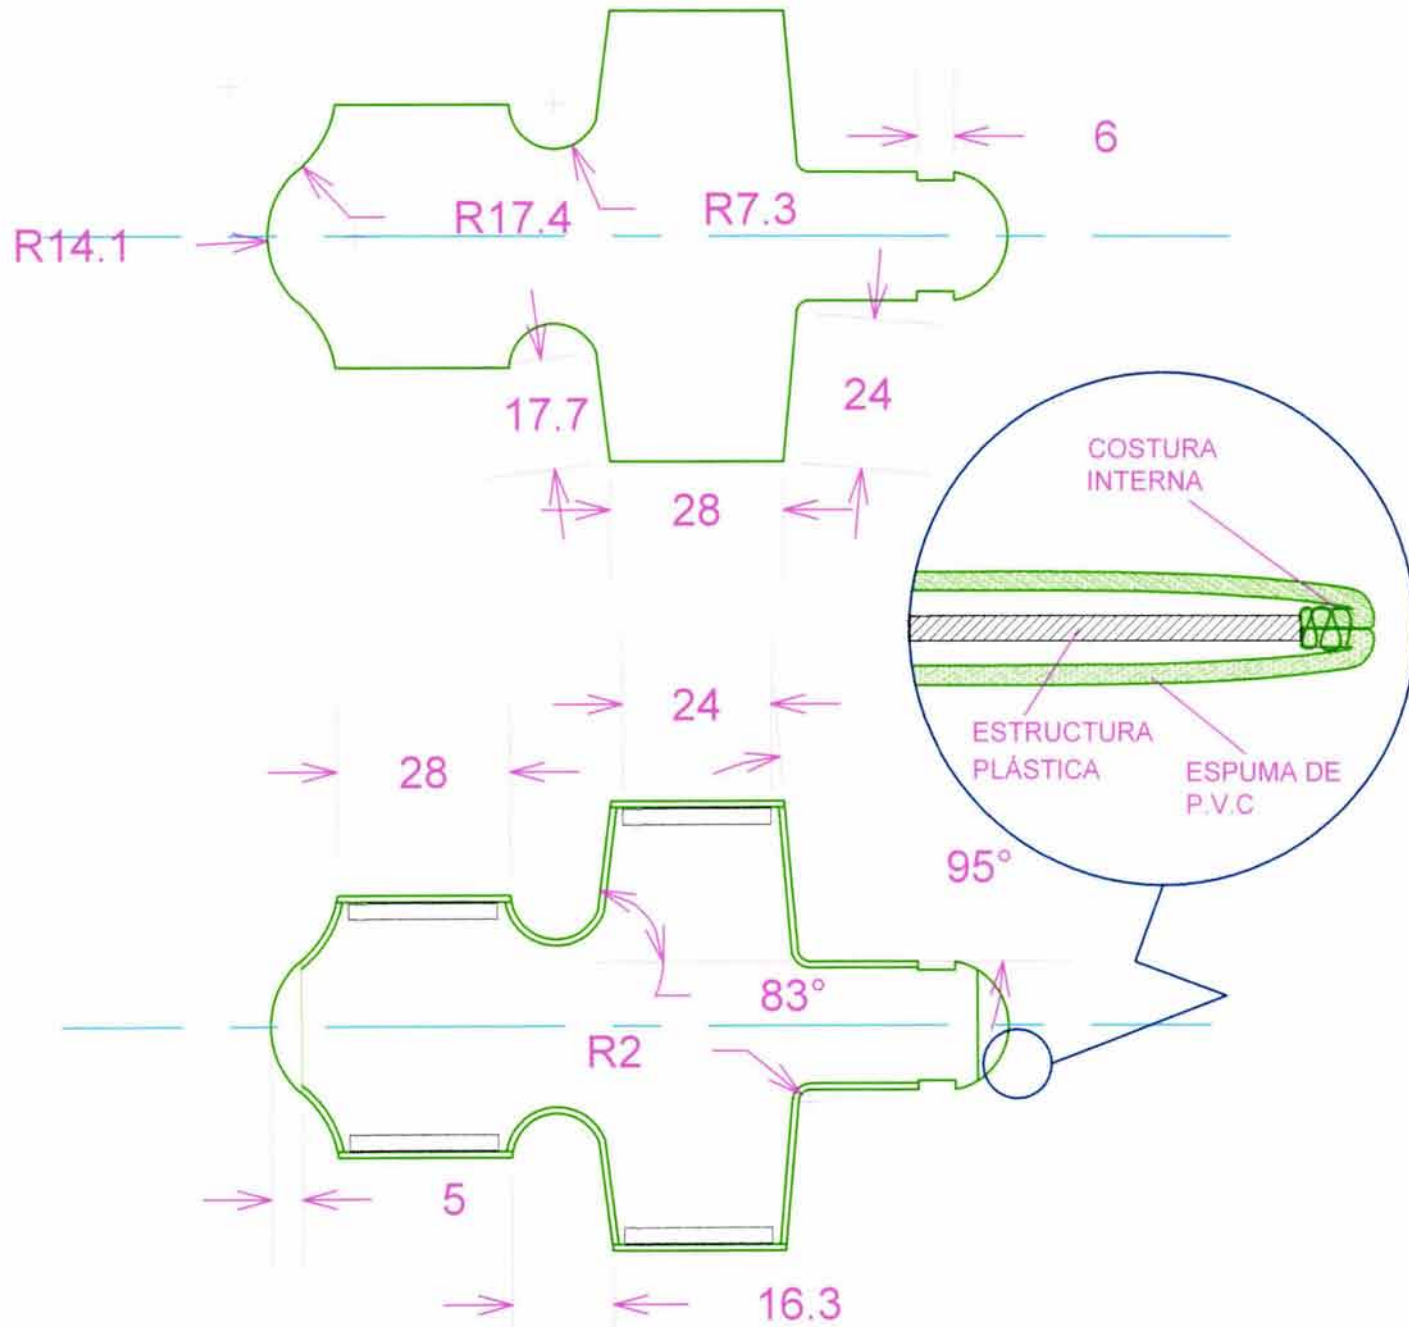 6
R17.4
R7.3
R14.1
24
17.7
28
COSTURA
INTERNA
24
28
ESTRUCTURA
PLÁSTICA
ESPUMA DE
P.V.C
95°
83°
R2
5
16.3